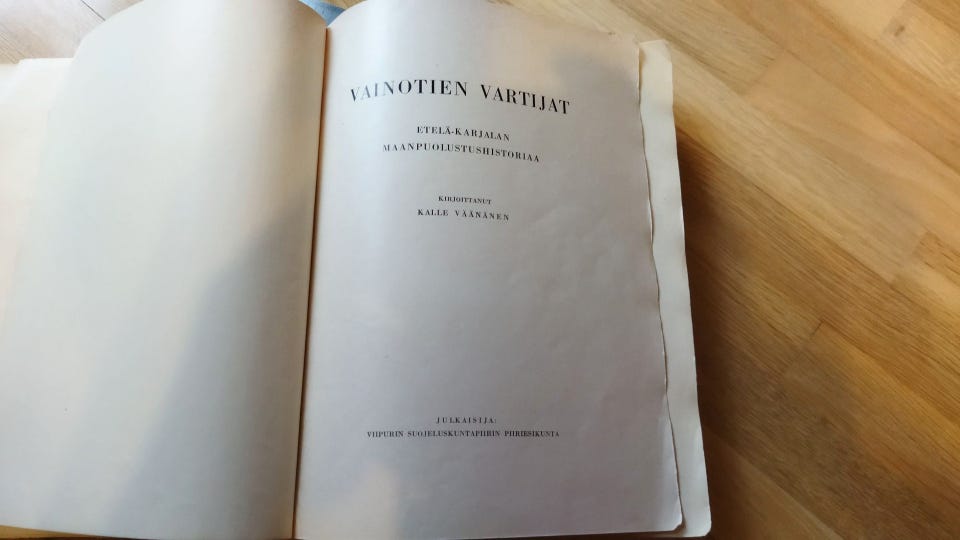 VAINOTIEN VARTIJAT
ETELÄ-KARJALAN
MAANPUOLUSTUSHISTORIAA
KIRJOITTANUT
KALLE VÄÄNÄNEN
JULKAISIJA:
VIIPURIN SUOJELUSKUNTAPIIRIN PIIRIESIKUNTA